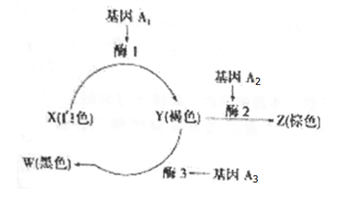 基因 A₁
酶 1
基因 A₂
X(白色) Y(褐色) 酶 2 Z(棕色)
W(黑色) 酶 3 基因 A₃